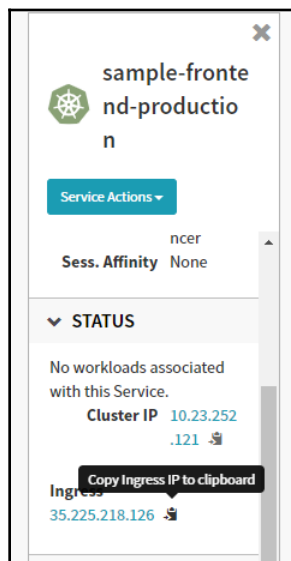 sample-fronte
nd-productio
n
Service Actions
ncer
Sess. Affinity None
STATUS
No workloads associated
with this Service.
Cluster IP 10.23.252
.121
Copy Ingress IP to clipboard
Ingress
35.225.218.126